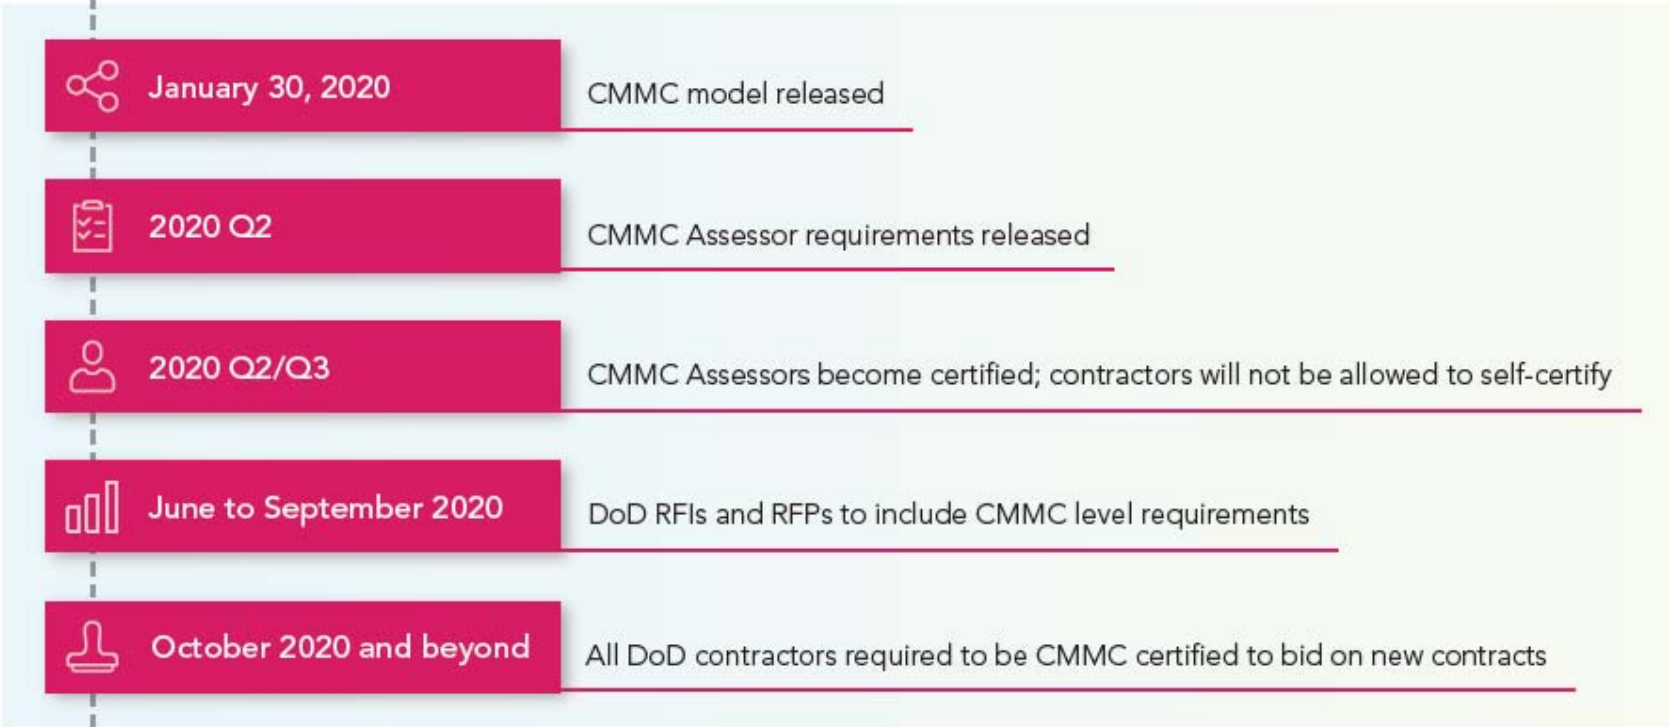 January 30, 2020
CMMC model released
2020 Q2
CMMC Assessor requirements released
2020 Q2/Q3
CMMC Assessors become certified; contractors will not be allowed to self-certify
June to September 2020
DoD RFIs and RFPs to include CMMC level requirements
October 2020 and beyond
All DoD contractors required to be CMMC certified to bid on new contracts